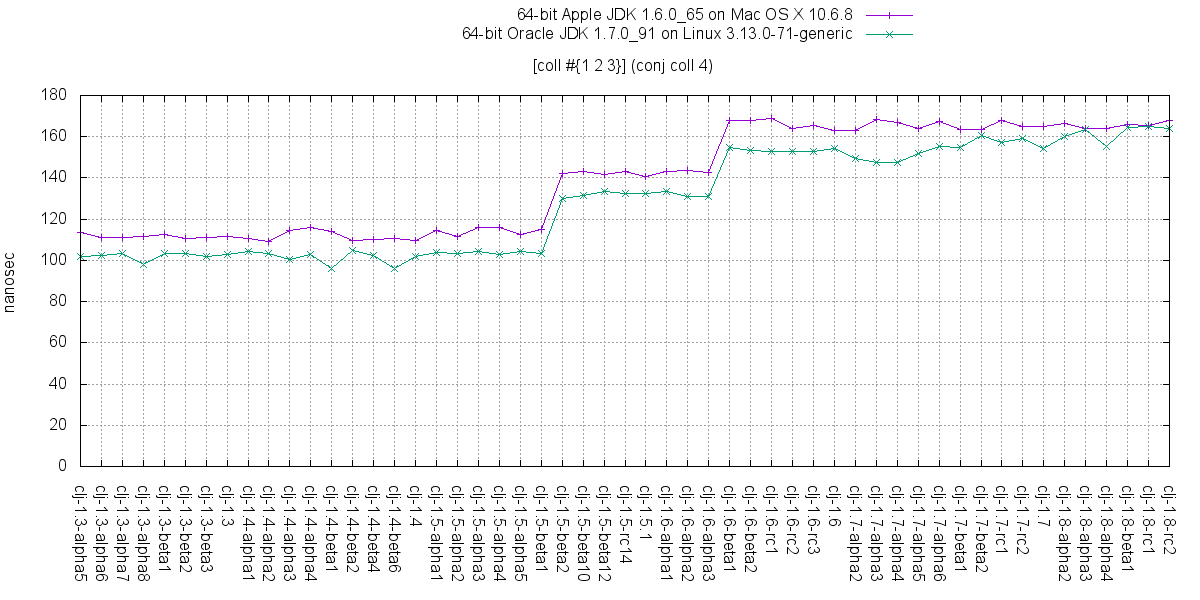 64-bit Apple JDK 1.6.0_65 on Mac OS X 10.6.8
64-bit Oracle JDK 1.7.0_91 on Linux 3.13.0-71-generic
[coll #{1 2 3}] (conj coll 4)
180
160
140
120
100
80
60
40
20
0
nanosec
clj-1.3-alpha5
clj-1.3-alpha6
clj-1.3-alpha7
clj-1.3-alpha8
clj-1.3-beta1
clj-1.3-beta2
clj-1.3-beta3
clj-1.3
clj-1.4-alpha1
clj-1.4-alpha2
clj-1.4-alpha3
clj-1.4-alpha4
clj-1.4-beta1
clj-1.4-beta2
clj-1.4-beta4
clj-1.4-beta6
clj-1.4
clj-1.5-alpha1
clj-1.5-alpha2
clj-1.5-alpha3
clj-1.5-alpha4
clj-1.5-alpha5
clj-1.5-beta1
clj-1.5-beta2
clj-1.5-beta10
clj-1.5-beta12
clj-1.5-rc14
clj-1.5.1
clj-1.6-alpha1
clj-1.6-alpha2
clj-1.6-alpha3
clj-1.6-beta1
clj-1.6-beta2
clj-1.6-rc1
clj-1.6-rc2
clj-1.6-rc3
clj-1.6
clj-1.7-alpha2
clj-1.7-alpha3
clj-1.7-alpha4
clj-1.7-alpha5
clj-1.7-alpha6
clj-1.7-beta1
clj-1.7-beta2
clj-1.7-rc1
clj-1.7-rc2
clj-1.7
clj-1.8-alpha2
clj-1.8-alpha3
clj-1.8-alpha4
clj-1.8-beta1
clj-1.8-rc1
clj-1.8-rc2